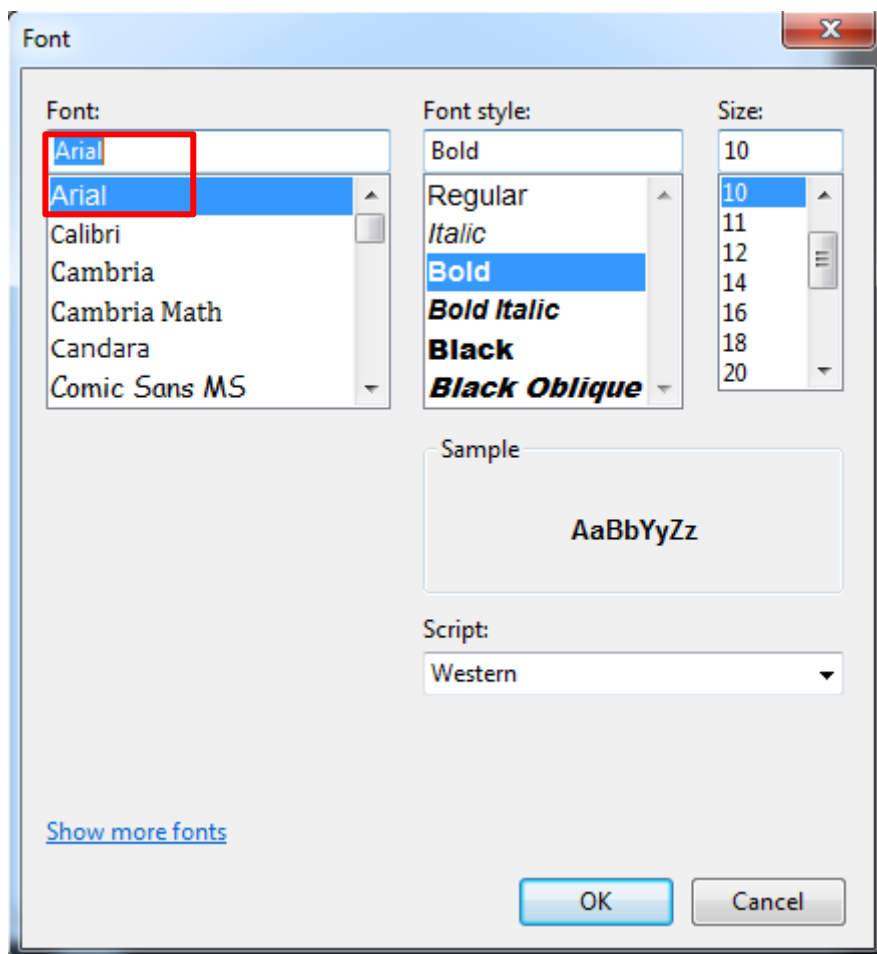 Font
Font:
Arial
Arial
Calibri
Cambria
Cambria Math
Candara
Comic Sans MS
Font style:
Bold
Regular
Italic
Bold
Bold Italic
Black
Black Oblique
Size:
10
10
11
12
14
16
18
20
Sample
AaBbYyZz
Script:
Western
Show more fonts
OK
Cancel